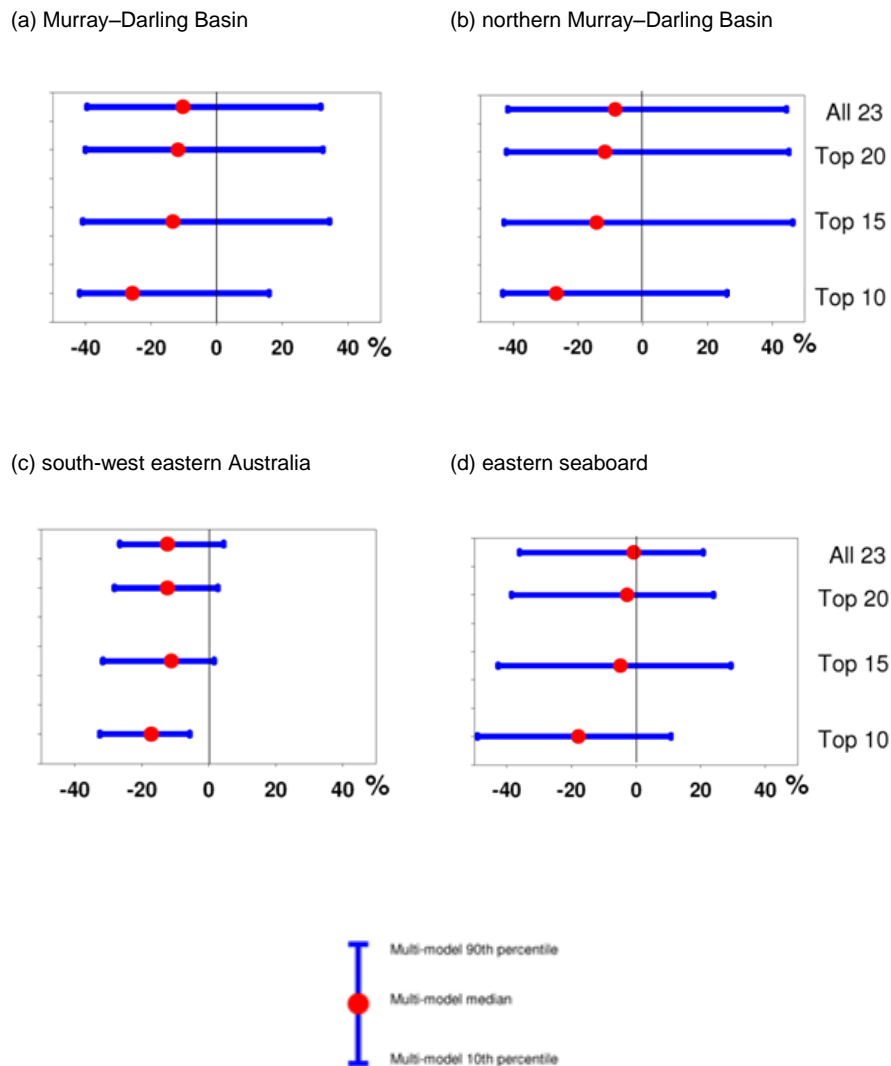 (a) Murray–Darling Basin
(b) northern Murray–Darling Basin
All 23
Top 20
Top 15
Top 10
-40 -20 0 20 40 %
-40 -20 0 20 40 %
(c) south-west eastern Australia
(d) eastern seaboard
All 23
Top 20
Top 15
Top 10
-40 -20 0 20 40 %
-40 -20 0 20 40 %
Multi-model 90th percentile
Multi-model median
Multi-model 10th percentile